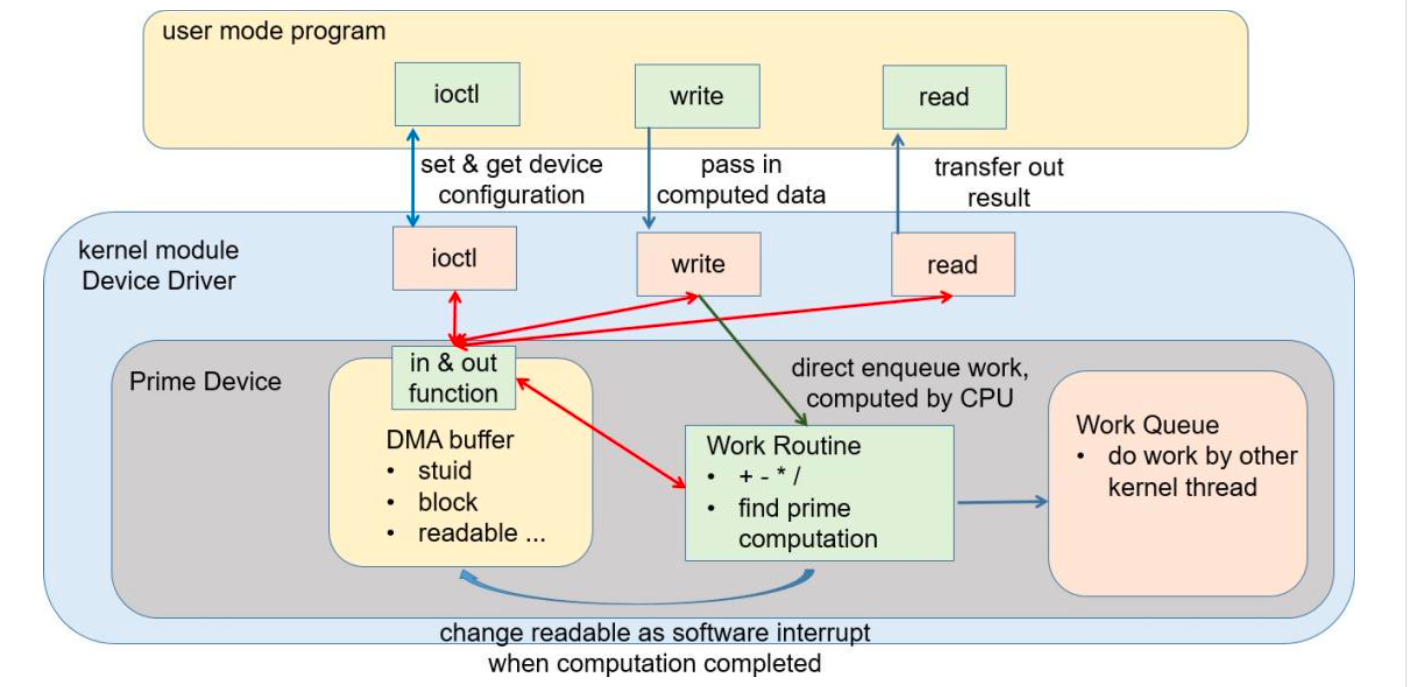 user mode program
ioctl
write
read
set & get device
configuration
pass in
computed data
transfer out
result
kernel module
Device Driver
ioctl
write
read
Prime Device
in & out
function
DMA buffer
• stuid
• block
• readable ...
direct enqueue work,
computed by CPU
Work Routine
• + - * /
• find prime
computation
Work Queue
• do work by other
kernel thread
change readable as software interrupt
when computation completed